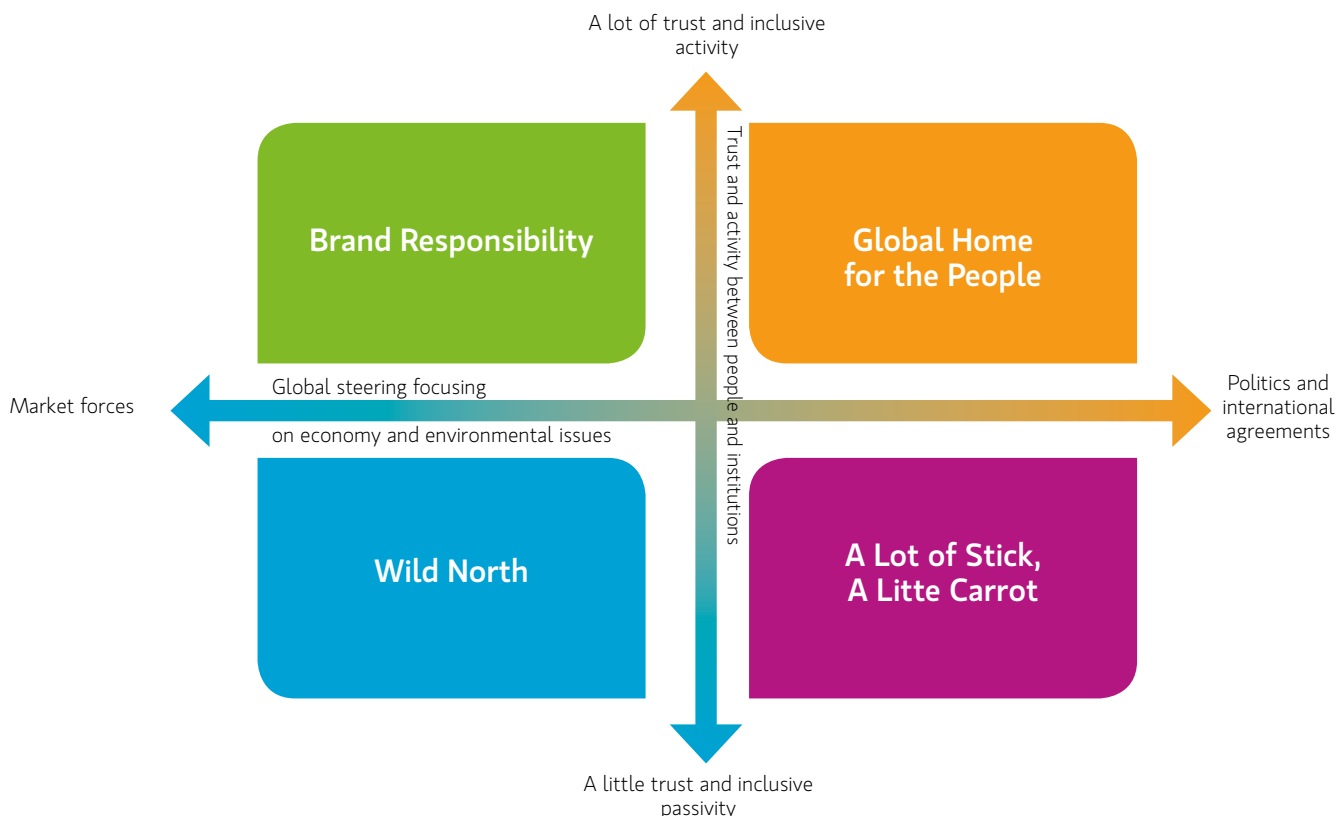 A lot of trust and inclusive
activity
Trust and activity between people and institutions
Brand Responsibility
Global Home
for the People
Market forces
Global steering focusing
on economy and environmental issues
Politics and
international
agreements
Wild North
A Lot of Stick,
A Litte Carrot
A little trust and inclusive
passivity